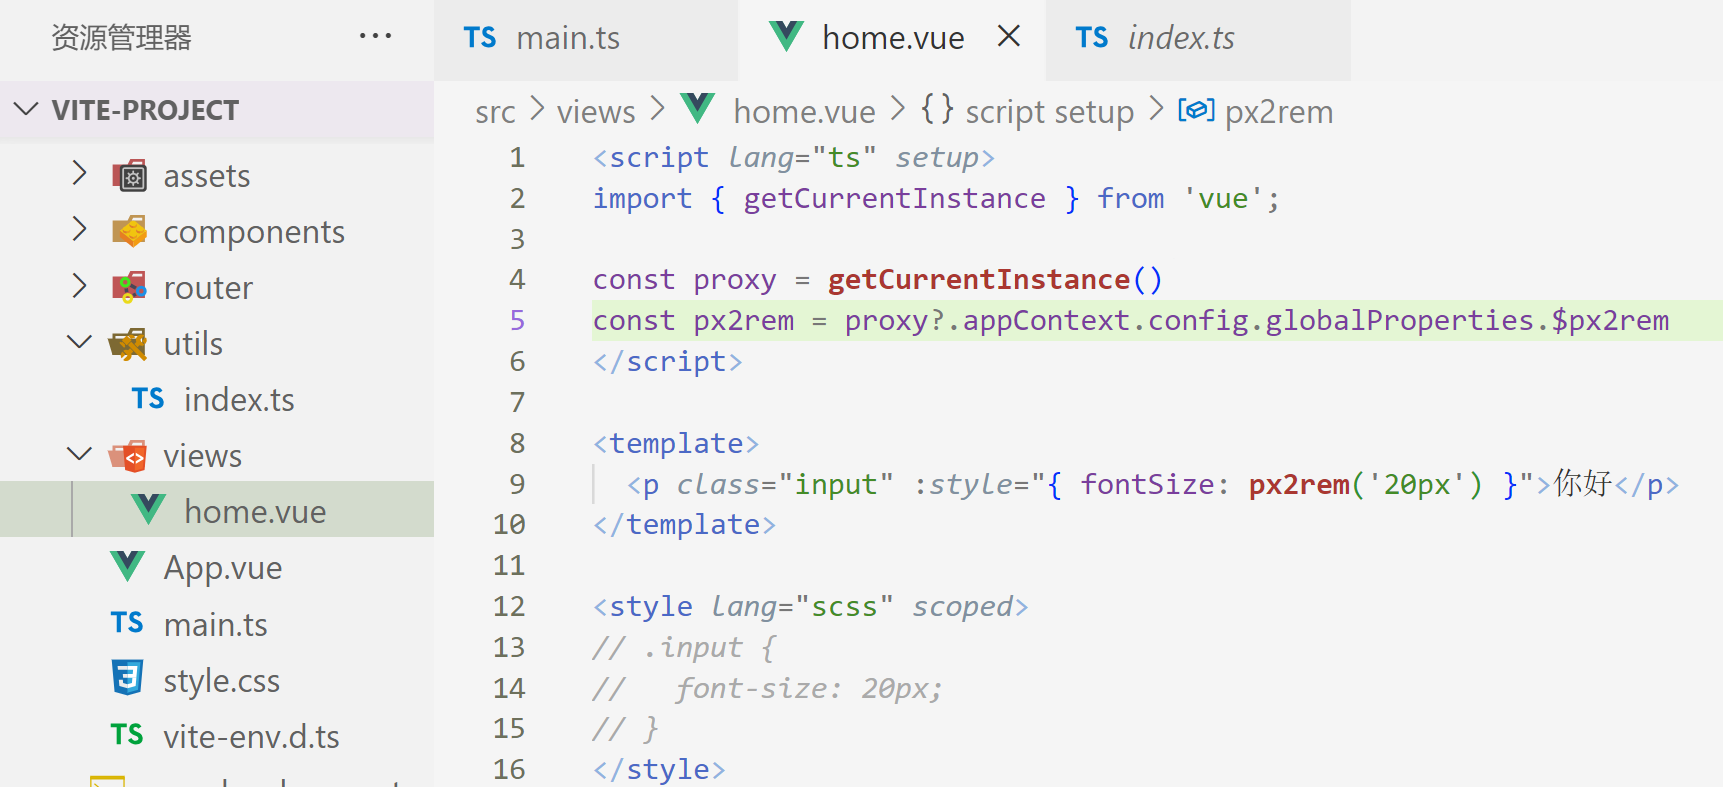 资源管理器 ···
TS main.ts
home.vue
TS index.ts
VITE-PROJECT
src > views > home.vue > {} script setup > px2rem
assets
components
router
utils
TS index.ts
views
home.vue
App.vue
TS main.ts
style.css
TS vite-env.d.ts
1 <script lang="ts" setup>
2 import { getCurrentInstance } from 'vue';
3
4 const proxy = getCurrentInstance()
5 const px2rem = proxy?.appContext.config.globalProperties.$px2rem
6 </script>
7
8 <template>
9 <p class="input" :style="{ fontSize: px2rem('20px') }">你好</p>
10 </template>
11
12 <style lang="scss" scoped>
13 // .input {
14 //   font-size: 20px;
15 // }
16 </style>